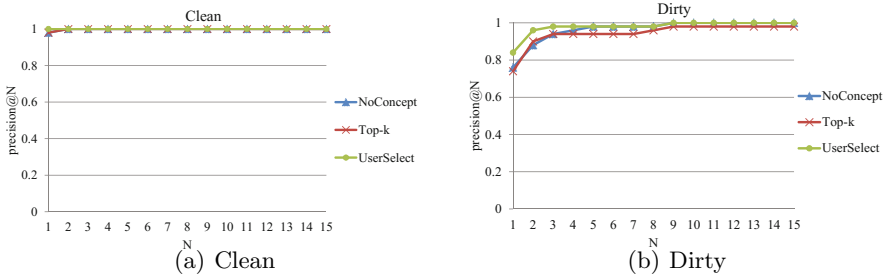 Clean
precision@N
1
0.8
0.6
0.4
0.2
0
1 2 3 4 5 6 7 8 9 10 11 12 13 14 15
N
NoConcept
Top-k
UserSelect
(a) Clean
Dirty
precision@N
1
0.8
0.6
0.4
0.2
0
1 2 3 4 5 6 7 8 9 10 11 12 13 14 15
N
NoConcept
Top-k
UserSelect
(b) Dirty